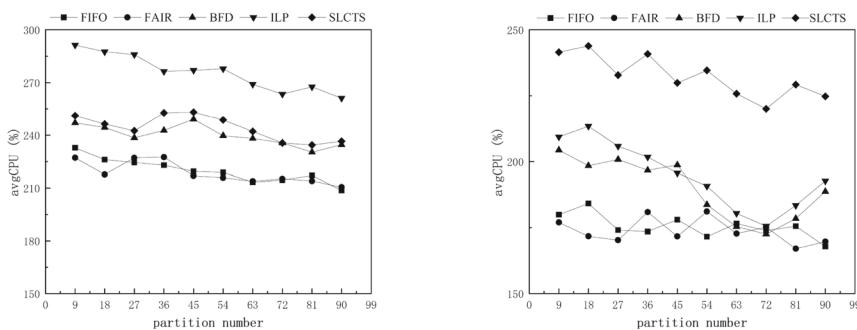 FIFO FAIR BFD ILP SLCTS
300
270
240
210
180
150
avgCPU (%)
0 9 18 27 36 45 54 63 72 81 90 99
partition number
FIFO FAIR BFD ILP SLCTS
250
200
150
avgCPU (%)
0 9 18 27 36 45 54 63 72 81 90 99
partition number